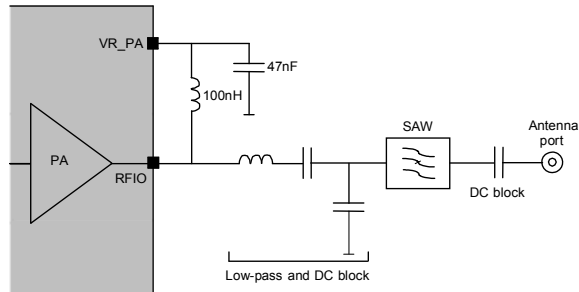 VR_PA
47nF
100nH
SAW
Antenna
port
PA
RFIO
DC block
Low-pass and DC block